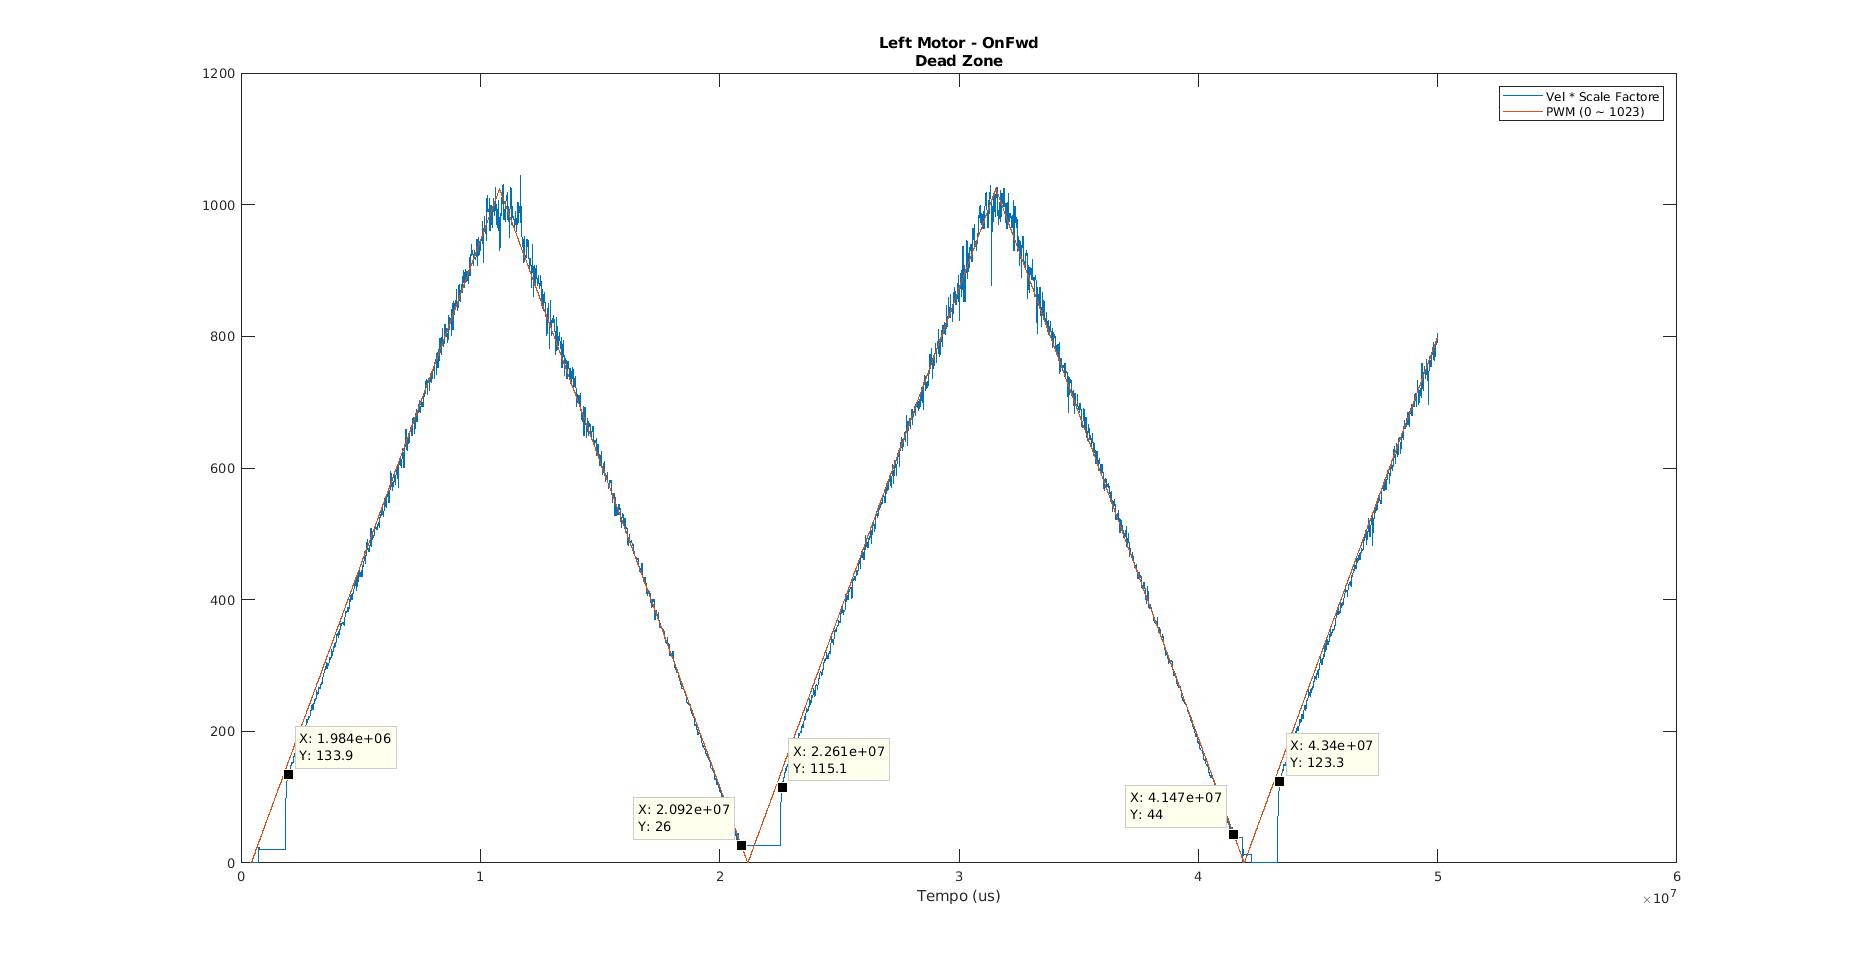 Left Motor - OnFwd
Dead Zone
1200
1000
800
600
400
200
0
Vel * Scale Factore
PWM (0 ~ 1023)
X: 1.984e+06
Y: 133.9
X: 2.092e+07
Y: 26
X: 2.261e+07
Y: 115.1
X: 4.147e+07
Y: 44
X: 4.34e+07
Y: 123.3
0 1 2 3 4 5 6
Tempo (us)
×10⁷